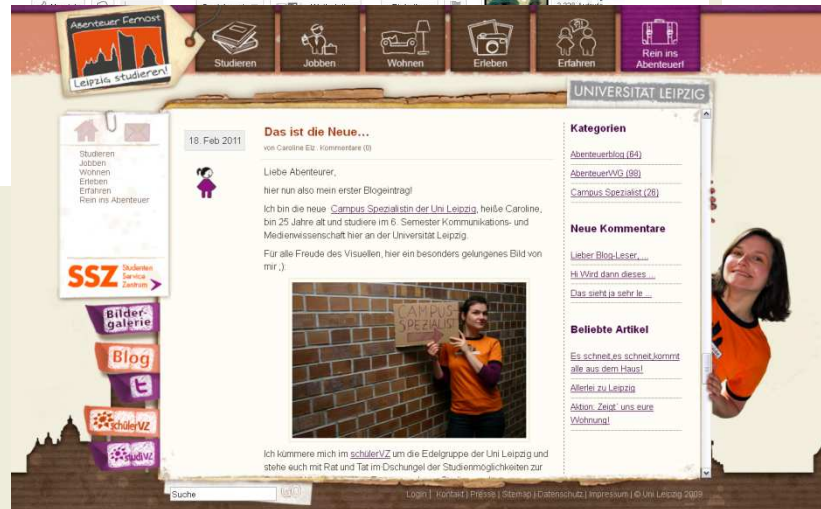 Abenteuer Fernost
Leipzig studieren!
Studieren
Jobben
Wohnen
Erleben
Erfahren
Rein ins
Abenteuer!
UNIVERSITÄT LEIPZIG
Studieren
Jobben
Wohnen
Erleben
Erfahren
Rein ins Abenteuer
SSZ Studenten
Service
Zentrum
Bilder-
galerie
Blog
t
schülerVZ
studiVZ
18. Feb 2011
Das ist die Neue...
von Caroline Elz . Kommentare (0)
Liebe Abenteurer,
hier nun also mein erster Blogeintrag!
Ich bin die neue Campus Spezialistin der Uni Leipzig, heiße Caroline,
bin 25 Jahre alt und studiere im 6. Semester Kommunikations- und
Medienwissenschaft hier an der Universität Leipzig.
Für alle Freude des Visuellen, hier ein besonders gelungenes Bild von
mir ;)
CAMPUS
SPEZIALIST
Ich kümmere mich im schülerVZ um die Edelgruppe der Uni Leipzig und
stehe euch mit Rat und Tat im Dschungel der Studienmöglichkeiten zur
Kategorien
Abenteuerblog (64)
AbenteuerWG (98)
Campus Spezialist (26)
Neue Kommentare
Lieber Blog-Leser, ...
Hi Wird dann dieses ...
Das sieht ja sehr le ...
Beliebte Artikel
Es schneit,es schneit,kommt
alle aus dem Haus!
Allerlei zu Leipzig
Aktion: Zeigt` uns eure
Wohnung!
Suche
Login | Kontakt | Presse | Sitemap | Datenschutz | Impressum | © Uni Leipzig 2009